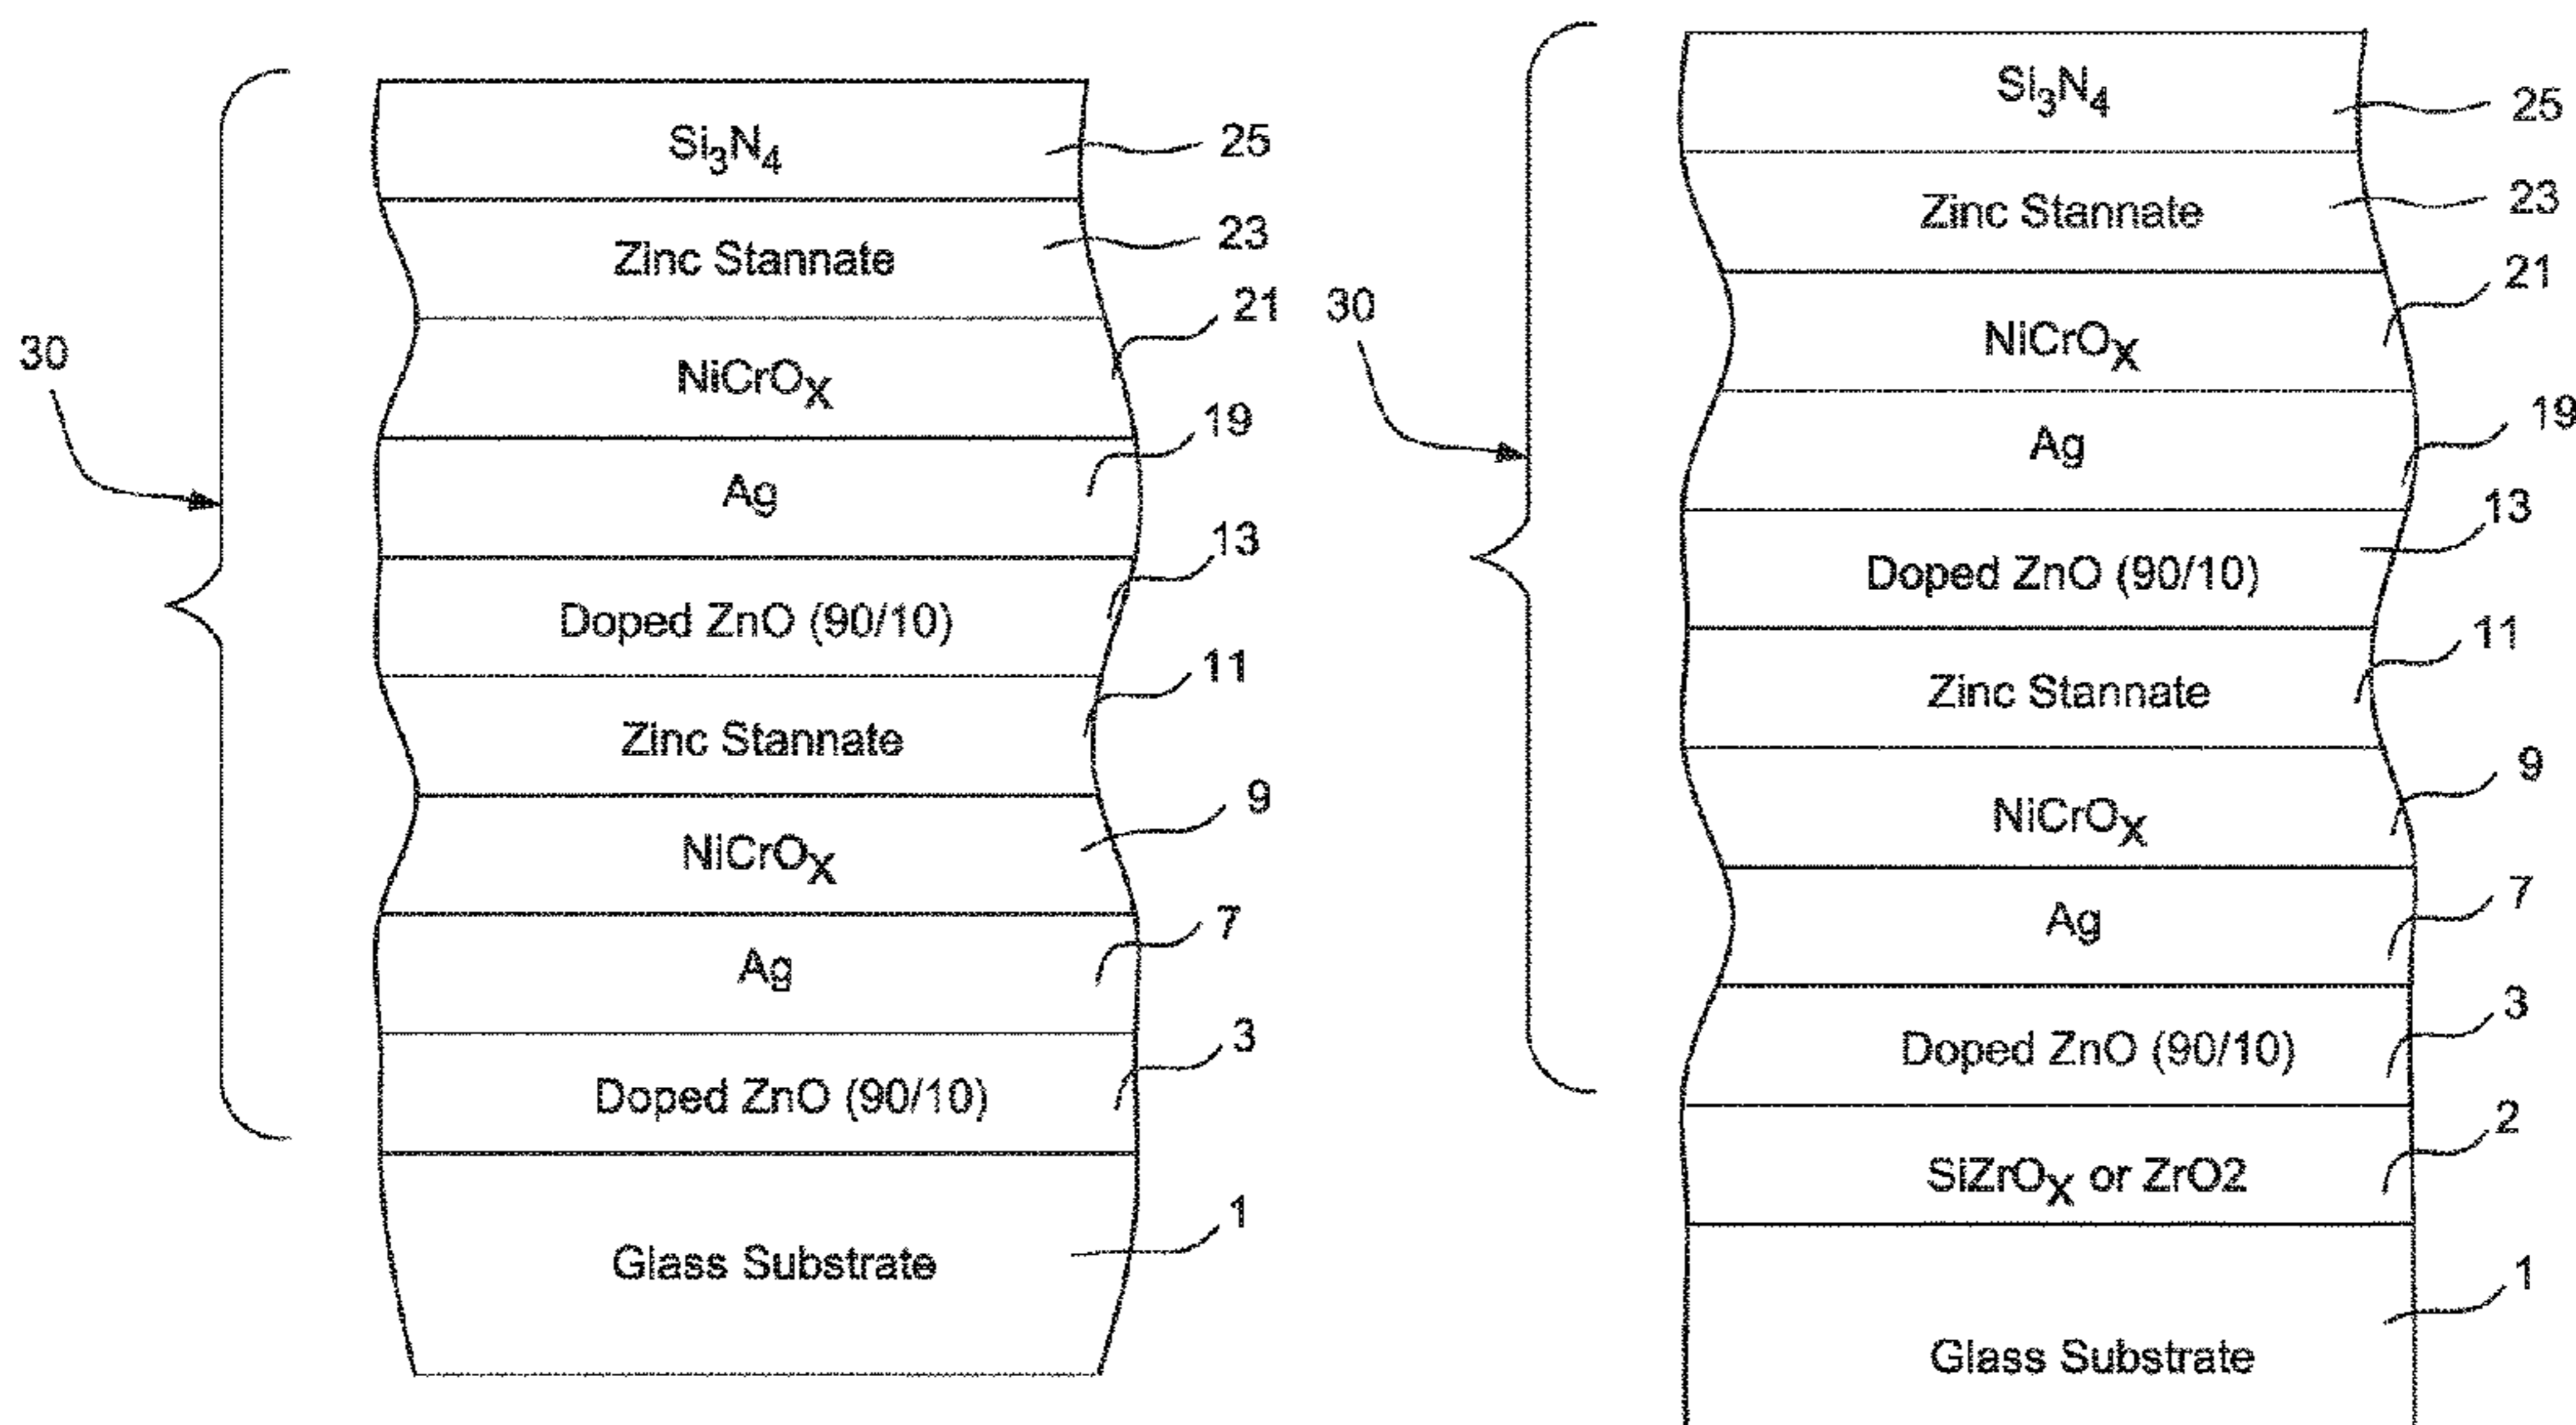 Si3N4
25
Zinc Stannate
23
NiCrOX
21
30
Ag
19
Doped ZnO (90/10)
13
Zinc Stannate
11
NiCrOX
9
Ag
7
Doped ZnO (90/10)
3
Glass Substrate
1
Si3N4
25
Zinc Stannate
23
NiCrOX
21
30
Ag
19
Doped ZnO (90/10)
13
Zinc Stannate
11
NiCrOX
9
Ag
7
Doped ZnO (90/10)
3
SiZrOX or ZrO2
2
Glass Substrate
1